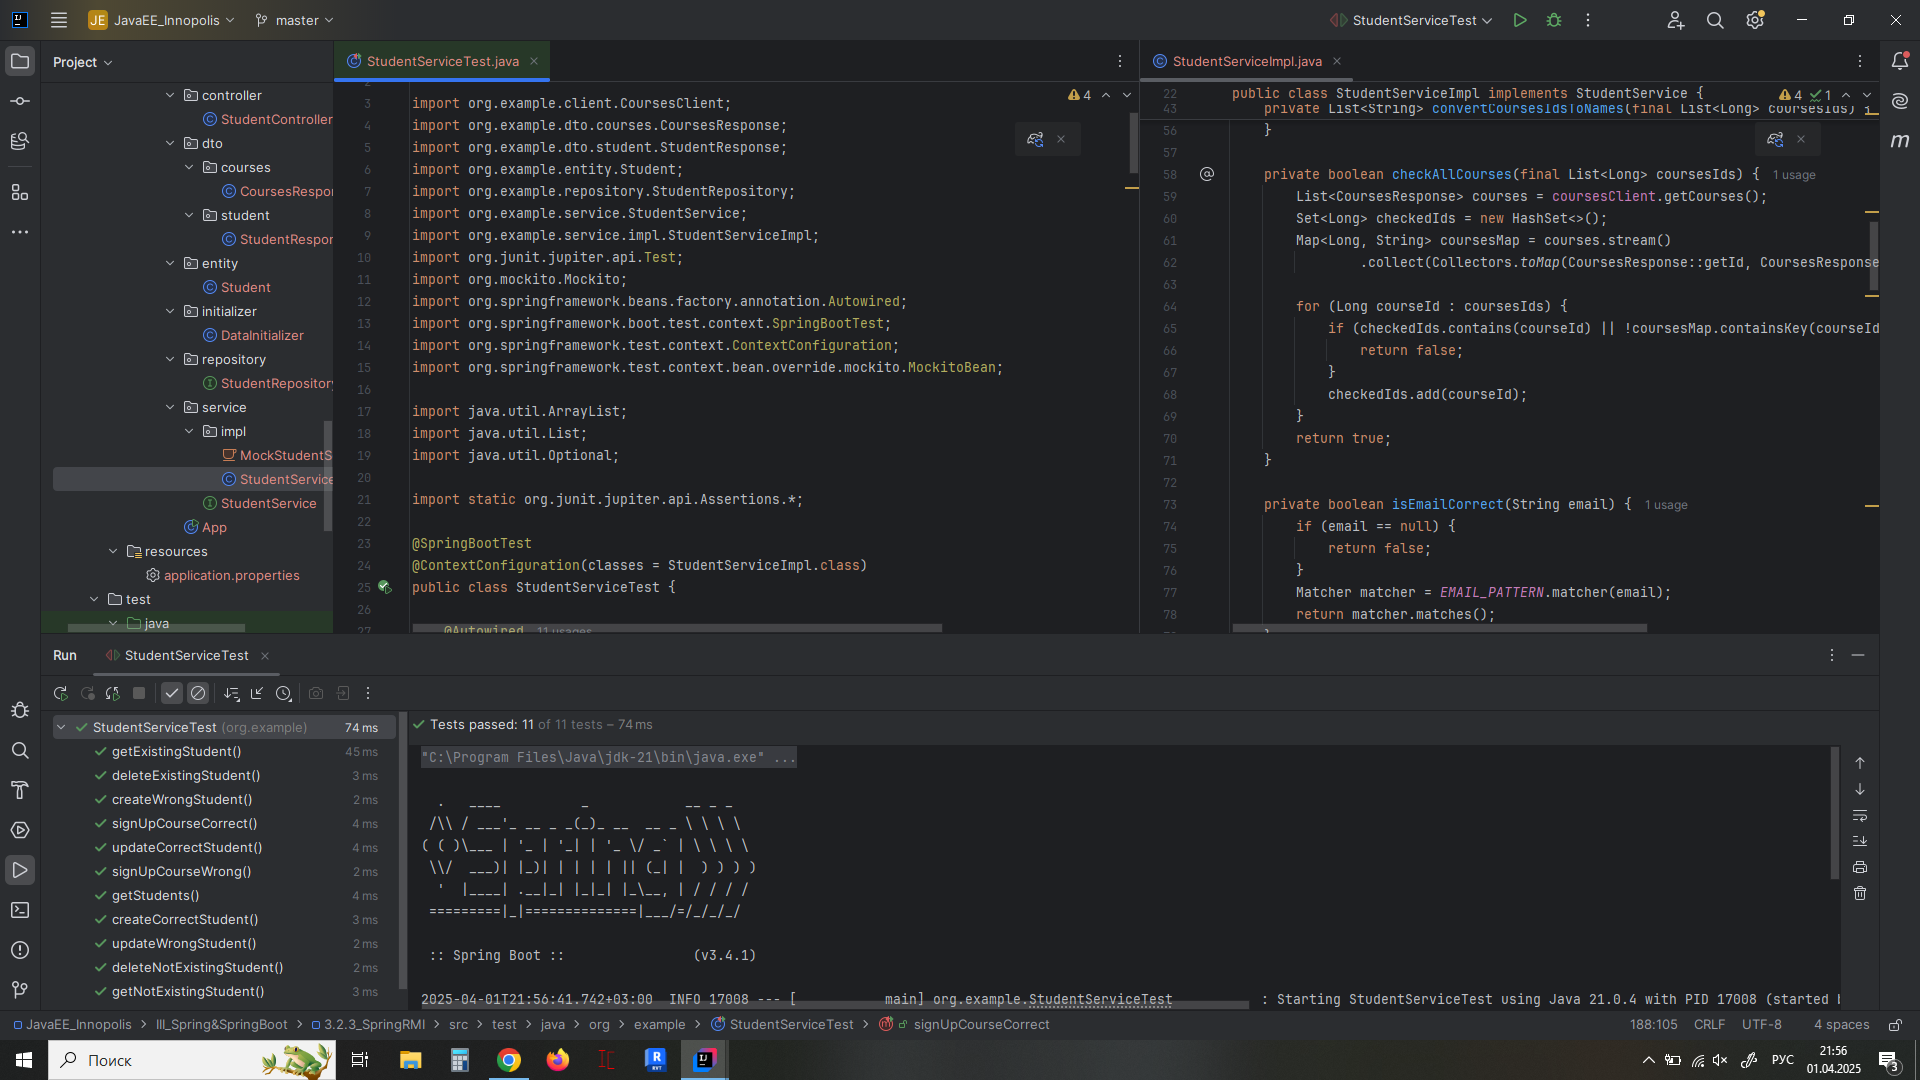 JE JavaEE_Innopolis master StudentServiceTest
Project
controller
StudentController
dto
courses
CoursesRespor
student
StudentRespor
entity
Student
initializer
DataInitializer
repository
StudentRepository
service
impl
MockStudentS
StudentService
StudentService
App
resources
application.properties
test
java
StudentServiceTest.java
4
3 import org.example.client.CoursesClient;
4 import org.example.dto.courses.CoursesResponse;
5 import org.example.dto.student.StudentResponse;
6 import org.example.entity.Student;
7 import org.example.repository.StudentRepository;
8 import org.example.service.StudentService;
9 import org.example.service.impl.StudentServiceImpl;
10 import org.junit.jupiter.api.Test;
11 import org.mockito.Mockito;
12 import org.springframework.beans.factory.annotation.Autowired;
13 import org.springframework.boot.test.context.SpringBootTest;
14 import org.springframework.test.context.ContextConfiguration;
15 import org.springframework.test.context.bean.override.mockito.MockitoBean;
16
17 import java.util.ArrayList;
18 import java.util.List;
19 import java.util.Optional;
20
21 import static org.junit.jupiter.api.Assertions.*;
22
23 @SpringBootTest
24 @ContextConfiguration(classes = StudentServiceImpl.class)
25 public class StudentServiceTest {
26
27 @Autowired 11 usages
StudentServiceImpl.java
22 public class StudentServiceImpl implements StudentService { 4 1
43 private List<String> convertCoursesIdsToNames(final List<Long> coursesIds) {
56 }
57
58 @ private boolean checkAllCourses(final List<Long> coursesIds) { 1 usage
59 List<CoursesResponse> courses = coursesClient.getCourses();
60 Set<Long> checkedIds = new HashSet<>();
61 Map<Long, String> coursesMap = courses.stream()
62 .collect(Collectors.toMap(CoursesResponse::getId, CoursesResponse
63
64 for (Long courseId : coursesIds) {
65 if (checkedIds.contains(courseId) || !coursesMap.containsKey(courseId
66 return false;
67 }
68 checkedIds.add(courseId);
69 }
70 return true;
71 }
72
73 private boolean isEmailCorrect(String email) { 1 usage
74 if (email == null) {
75 return false;
76 }
77 Matcher matcher = EMAIL_PATTERN.matcher(email);
78 return matcher.matches();
Run StudentServiceTest
StudentServiceTest (org.example) 74 ms
getExistingStudent() 45 ms
deleteExistingStudent() 3 ms
createWrongStudent() 2 ms
signUpCourseCorrect() 4 ms
updateCorrectStudent() 4 ms
signUpCourseWrong() 2 ms
getStudents() 4 ms
createCorrectStudent() 3 ms
updateWrongStudent() 2 ms
deleteNotExistingStudent() 2 ms
getNotExistingStudent() 3 ms
Tests passed: 11 of 11 tests – 74 ms
"C:\Program Files\Java\jdk-21\bin\java.exe" ...
  .   ____          _            __ _ _
 /\\ / ___'_ __ _ _(_)_ __  __ _ \ \ \ \
( ( )\___ | '_ | '_| | '_ \/ _` | \ \ \ \
 \\/  ___)| |_)| | | | | || (_| |  ) ) ) )
  '  |____| .__|_| |_|_| |_\__, | / / / /
 =========|_|==============|___/=/_/_/_/
:: Spring Boot :: (v3.4.1)
2025-04-01T21:56:41.742+03:00 INFO 17008 --- [ main] org.example.StudentServiceTest : Starting StudentServiceTest using Java 21.0.4 with PID 17008 (started b
JavaEE_Innopolis > III_Spring&SpringBoot > 3.2.3_SpringRMI > src > test > java > org > example > StudentServiceTest > signUpCourseCorrect 188:105 CRLF UTF-8 4 spaces
Поиск
РУС
21:56
01.04.2025
3